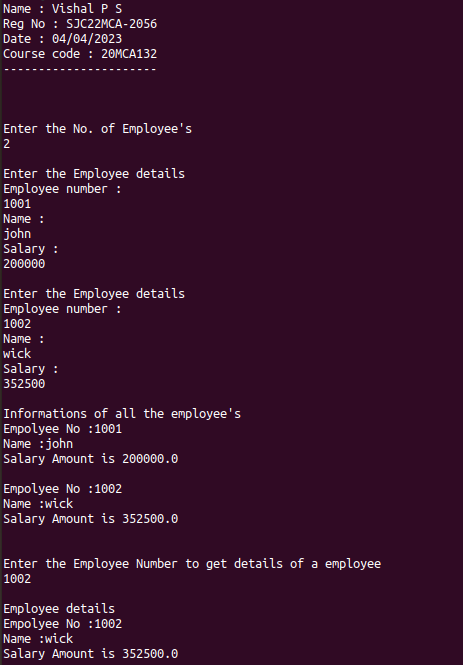 Name : Vishal P S
Reg No : SJC22MCA-2056
Date : 04/04/2023
Course code : 20MCA132
----------------------
Enter the No. of Employee's
2
Enter the Employee details
Employee number :
1001
Name :
john
Salary :
200000
Enter the Employee details
Employee number :
1002
Name :
wick
Salary :
352500
Informations of all the employee's
Empolyee No :1001
Name :john
Salary Amount is 200000.0
Empolyee No :1002
Name :wick
Salary Amount is 352500.0
Enter the Employee Number to get details of a employee
1002
Employee details
Empolyee No :1002
Name :wick
Salary Amount is 352500.0